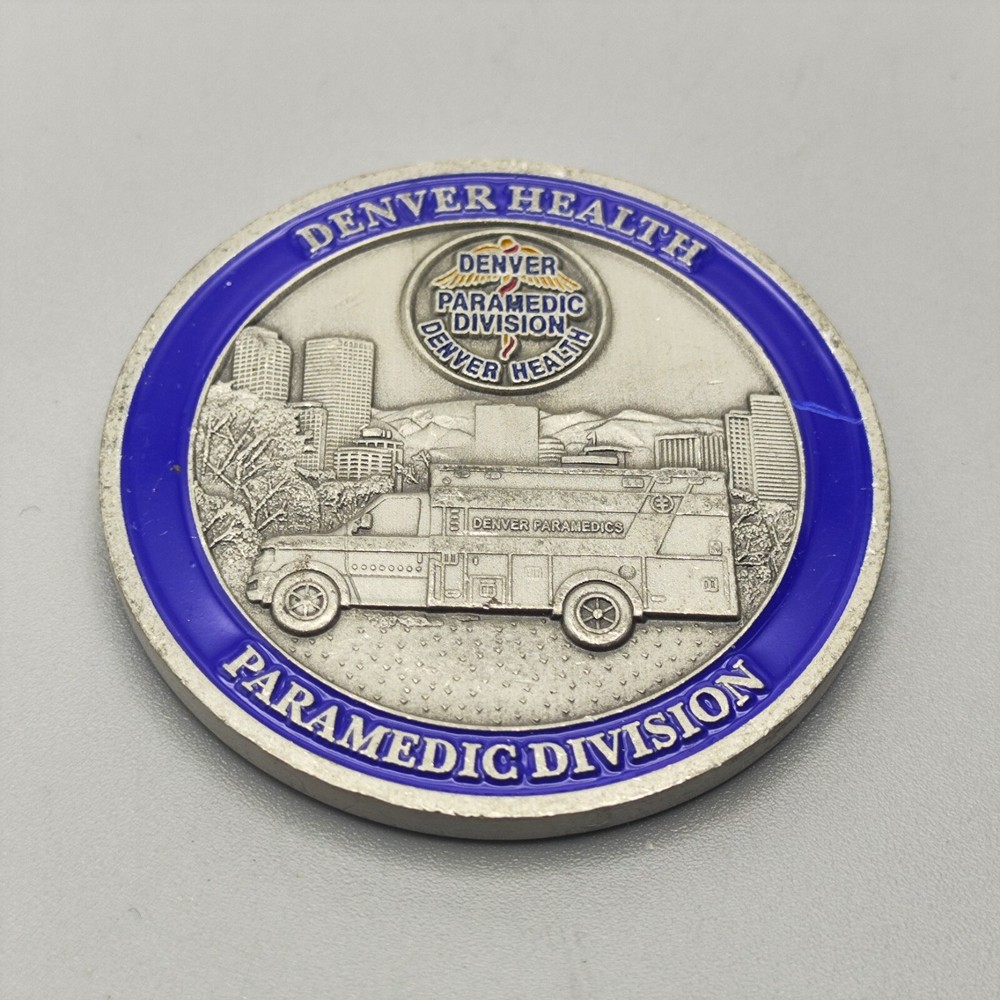 DENVER HEALTH
DENVER
PARAMEDIC
DIVISION
DENVER HEALTH
DENVER PARAMEDICS
PARAMEDIC DIVISION